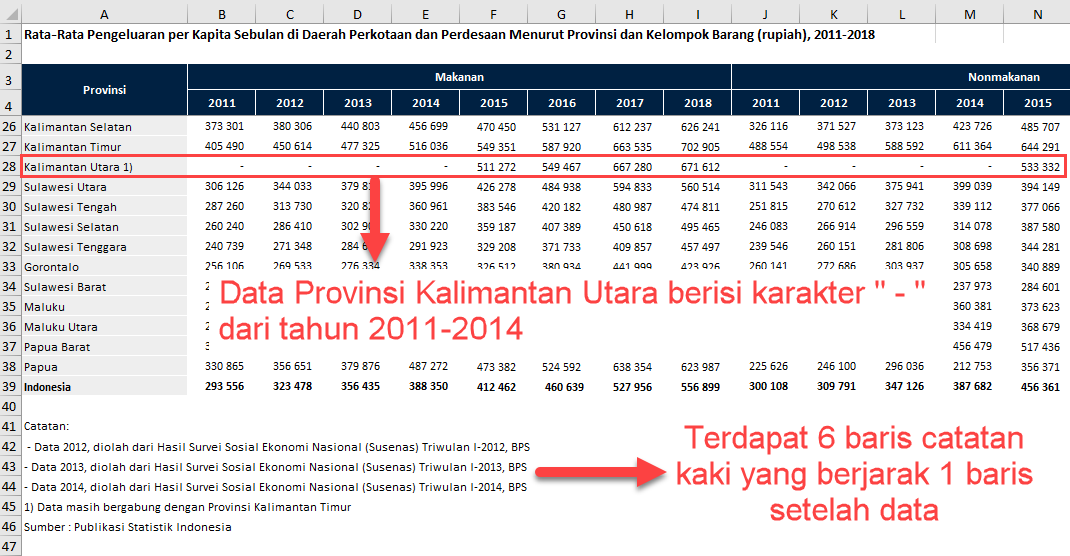 A B C D E F G H I J K L M N
1 Rata-Rata Pengeluaran per Kapita Sebulan di Daerah Perkotaan dan Perdesaan Menurut Provinsi dan Kelompok Barang (rupiah), 2011-2018
2
3 Provinsi Makanan Nonmakanan
4 2011 2012 2013 2014 2015 2016 2017 2018 2011 2012 2013 2014 2015
26 Kalimantan Selatan 373 301 380 306 440 803 456 699 470 450 531 127 612 237 626 241 326 116 371 527 373 123 423 726 485 707
27 Kalimantan Timur 405 490 450 614 477 325 516 036 549 351 587 920 663 535 702 905 488 554 498 538 588 592 611 364 644 291
28 Kalimantan Utara 1) - - - - 511 272 549 467 667 280 671 612 - - - - 533 332
29 Sulawesi Utara 306 126 344 033 379 395 996 426 278 484 938 594 833 560 514 311 543 342 066 375 941 399 039 394 149
30 Sulawesi Tengah 287 260 313 730 320 360 961 383 546 420 182 480 987 474 811 251 815 270 612 327 732 339 112 377 066
31 Sulawesi Selatan 260 240 286 410 302 330 220 359 187 407 389 450 618 495 465 246 083 266 914 296 559 314 078 387 580
32 Sulawesi Tenggara 240 739 271 348 284 291 923 329 208 371 733 409 857 457 497 239 546 260 151 281 806 308 698 344 281
33 Gorontalo 256 106 269 533 276 334 338 353 326 512 380 934 441 999 423 926 260 141 272 686 303 937 305 658 340 889
34 Sulawesi Barat 2 237 973 284 601
35 Maluku 2 360 381 373 623
36 Maluku Utara 2 334 419 368 679
37 Papua Barat 3 456 479 517 436
Data Provinsi Kalimantan Utara berisi karakter " - "
dari tahun 2011-2014
38 Papua 330 865 356 651 379 876 487 272 473 382 524 592 638 354 623 987 225 626 246 100 296 036 212 753 356 371
39 Indonesia 293 556 323 478 356 435 388 350 412 462 460 639 527 956 556 899 300 108 309 791 347 126 387 682 456 361
40
41 Catatan:
42 - Data 2012, diolah dari Hasil Survei Sosial Ekonomi Nasional (Susenas) Triwulan I-2012, BPS
43 - Data 2013, diolah dari Hasil Survei Sosial Ekonomi Nasional (Susenas) Triwulan I-2013, BPS
44 - Data 2014, diolah dari Hasil Survei Sosial Ekonomi Nasional (Susenas) Triwulan I-2014, BPS
45 1) Data masih bergabung dengan Provinsi Kalimantan Timur
46 Sumber : Publikasi Statistik Indonesia
47
Terdapat 6 baris catatan
kaki yang berjarak 1 baris
setelah data